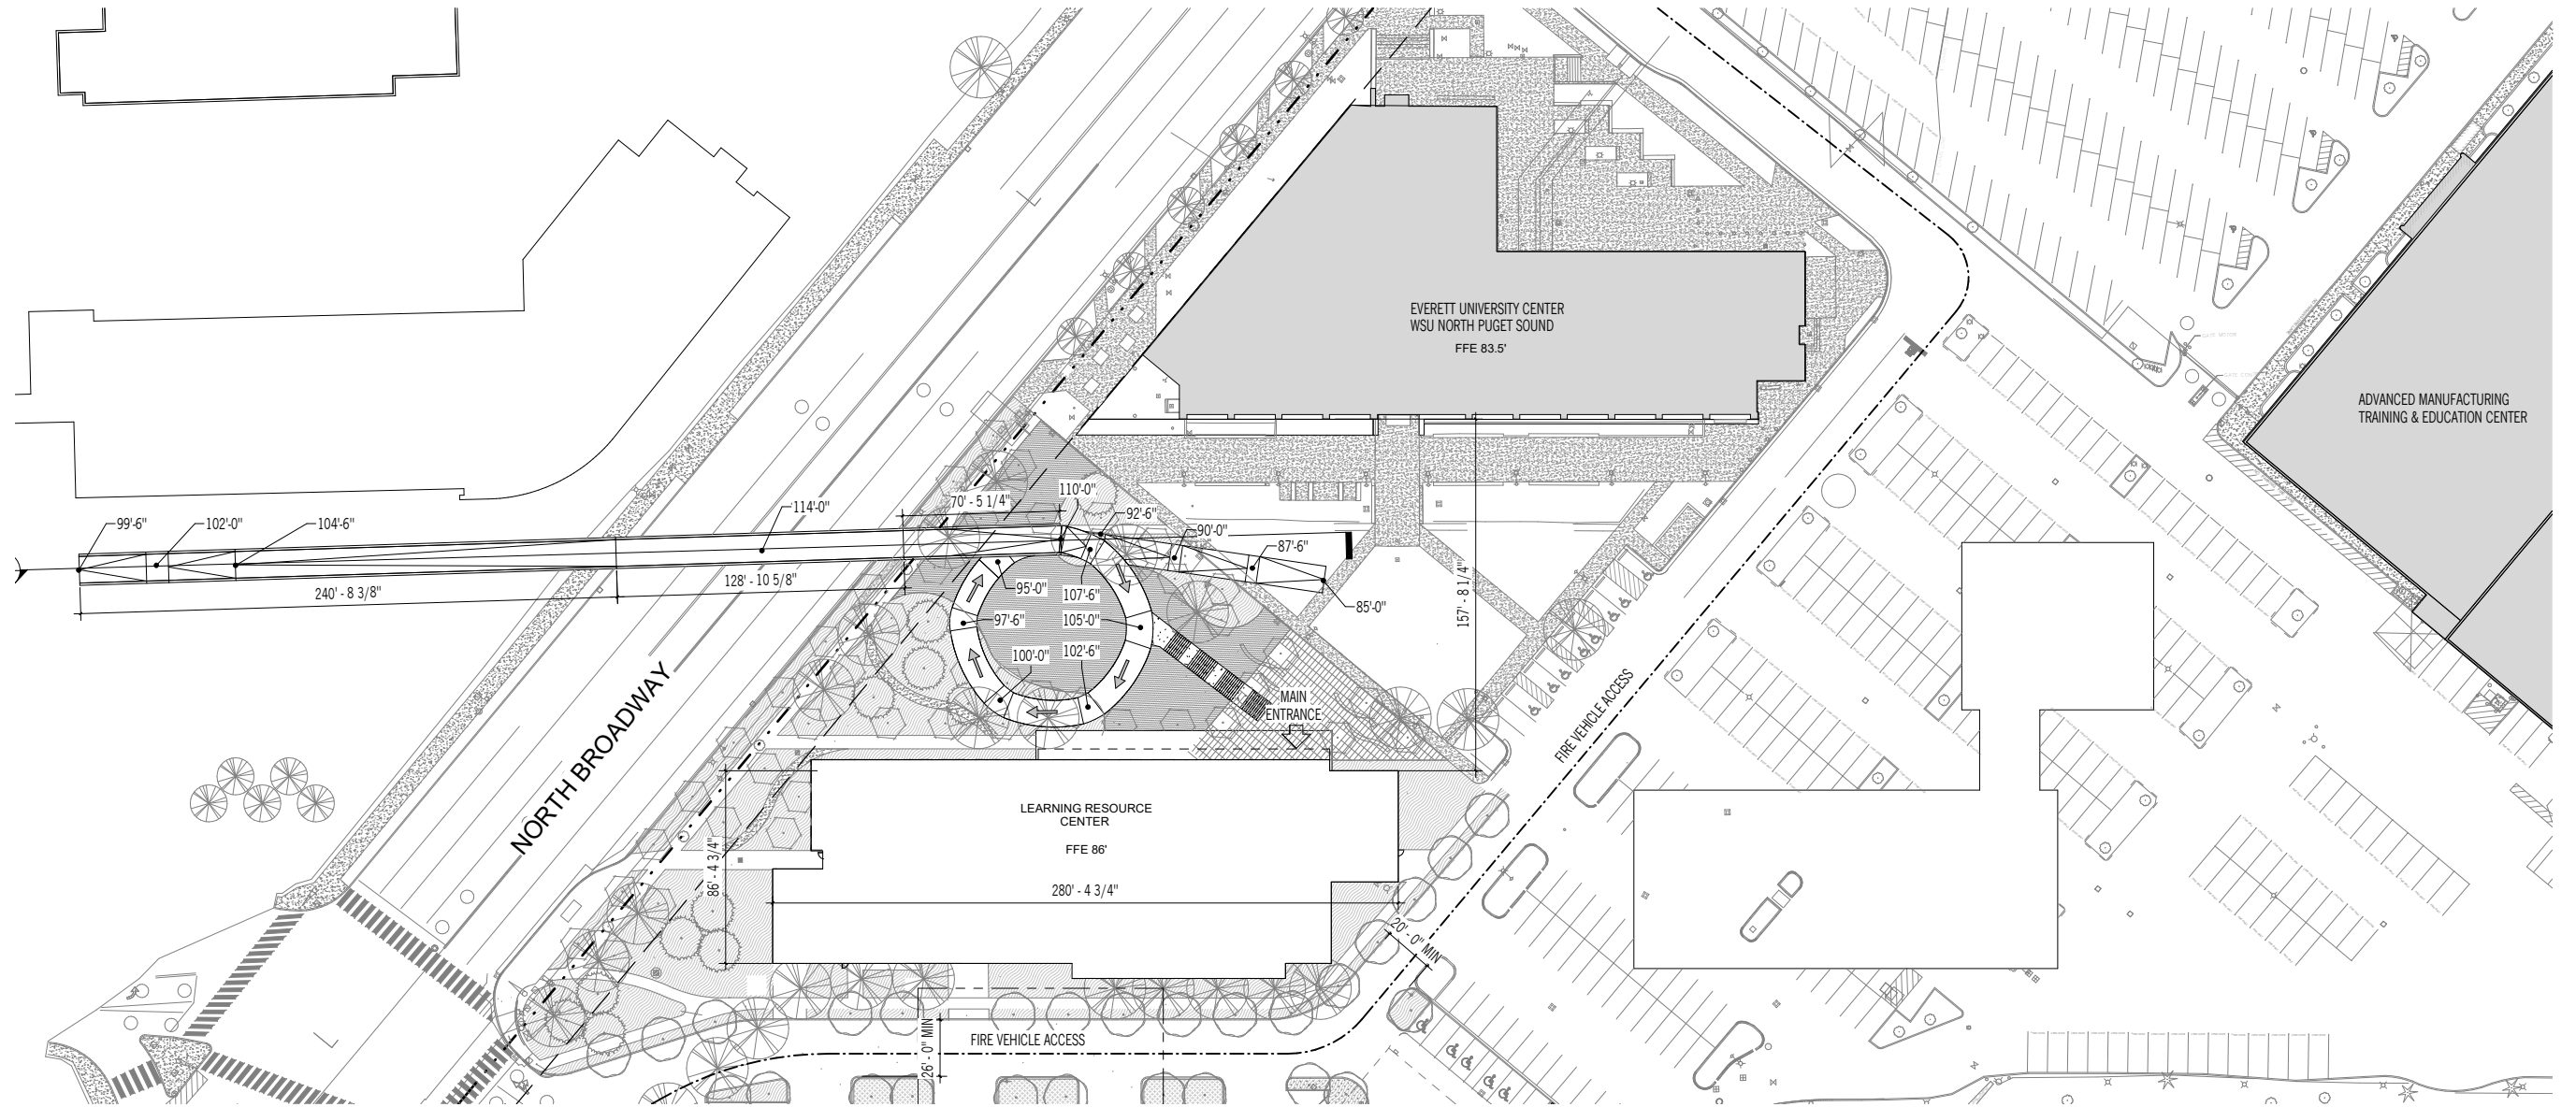 EVERETT UNIVERSITY CENTER
WSU NORTH PUGET SOUND
FFE 83.5'
ADVANCED MANUFACTURING
TRAINING & EDUCATION CENTER
99'-6"
102'-0"
104'-6"
114'-0"
70' - 5 1/4"
110'-0"
92'-6"
90'-0"
87'-6"
85'-0"
240' - 8 3/8"
128' - 10 5/8"
95'-0"
107'-6"
97'-6"
105'-0"
100'-0"
102'-6"
157' - 8 1/4"
MAIN
ENTRANCE
NORTH BROADWAY
FIRE VEHICLE ACCESS
LEARNING RESOURCE
CENTER
FFE 86'
86' - 4 3/4"
280' - 4 3/4"
20' - 0" MIN
FIRE VEHICLE ACCESS
26' - 0" MIN